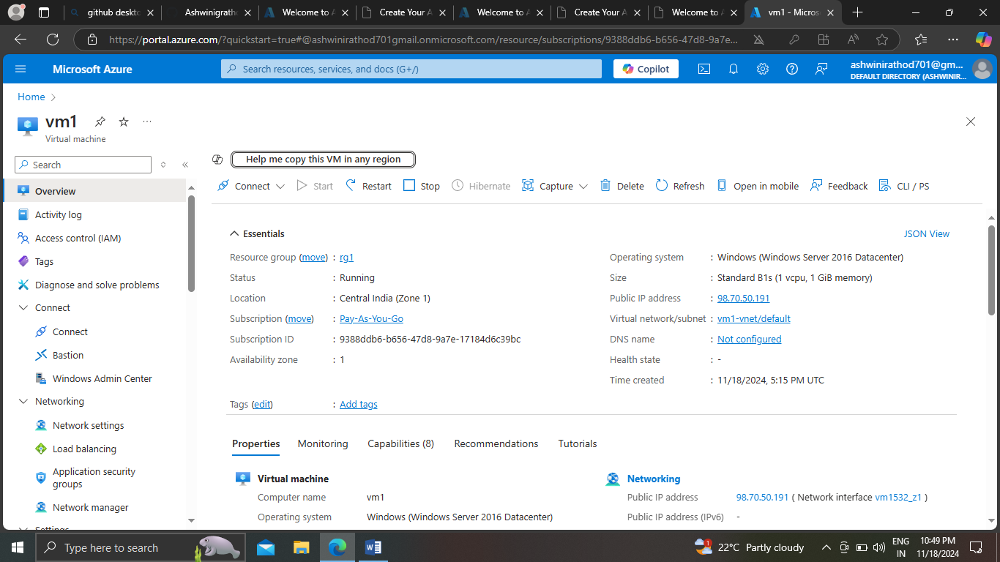 github deskto
Ashwinigrath
Welcome to A
Create Your A
Welcome to A
Create Your A
Welcome to A
vm1 - Micros
https://portal.azure.com/?quickstart=true#@ashwinirathod701gmail.onmicrosoft.com/resource/subscriptions/9388ddb6-b656-47d8-9a7e...
Microsoft Azure
Search resources, services, and docs (G+/)
Copilot
ashwinirathod701@gm...
DEFAULT DIRECTORY (ASHWINIR...
Home
vm1
Virtual machine
Search
Help me copy this VM in any region
Connect Start Restart Stop Hibernate Capture Delete Refresh Open in mobile Feedback CLI / PS
Overview
Activity log
Access control (IAM)
Tags
Diagnose and solve problems
Connect
Connect
Bastion
Windows Admin Center
Networking
Network settings
Load balancing
Application security
groups
Network manager
Settings
Essentials
JSON View
Resource group (move) : rg1
Status : Running
Location : Central India (Zone 1)
Subscription (move) : Pay-As-You-Go
Subscription ID : 9388ddb6-b656-47d8-9a7e-17184d6c39bc
Availability zone : 1
Operating system : Windows (Windows Server 2016 Datacenter)
Size : Standard B1s (1 vcpu, 1 GiB memory)
Public IP address : 98.70.50.191
Virtual network/subnet : vm1-vnet/default
DNS name : Not configured
Health state : -
Time created : 11/18/2024, 5:15 PM UTC
Tags (edit) : Add tags
Properties Monitoring Capabilities (8) Recommendations Tutorials
Virtual machine
Computer name vm1
Operating system Windows (Windows Server 2016 Datacenter)
Networking
Public IP address 98.70.50.191 ( Network interface vm1532_z1 )
Public IP address (IPv6) -
Type here to search
1
22°C Partly cloudy
ENG
IN
10:49 PM
11/18/2024